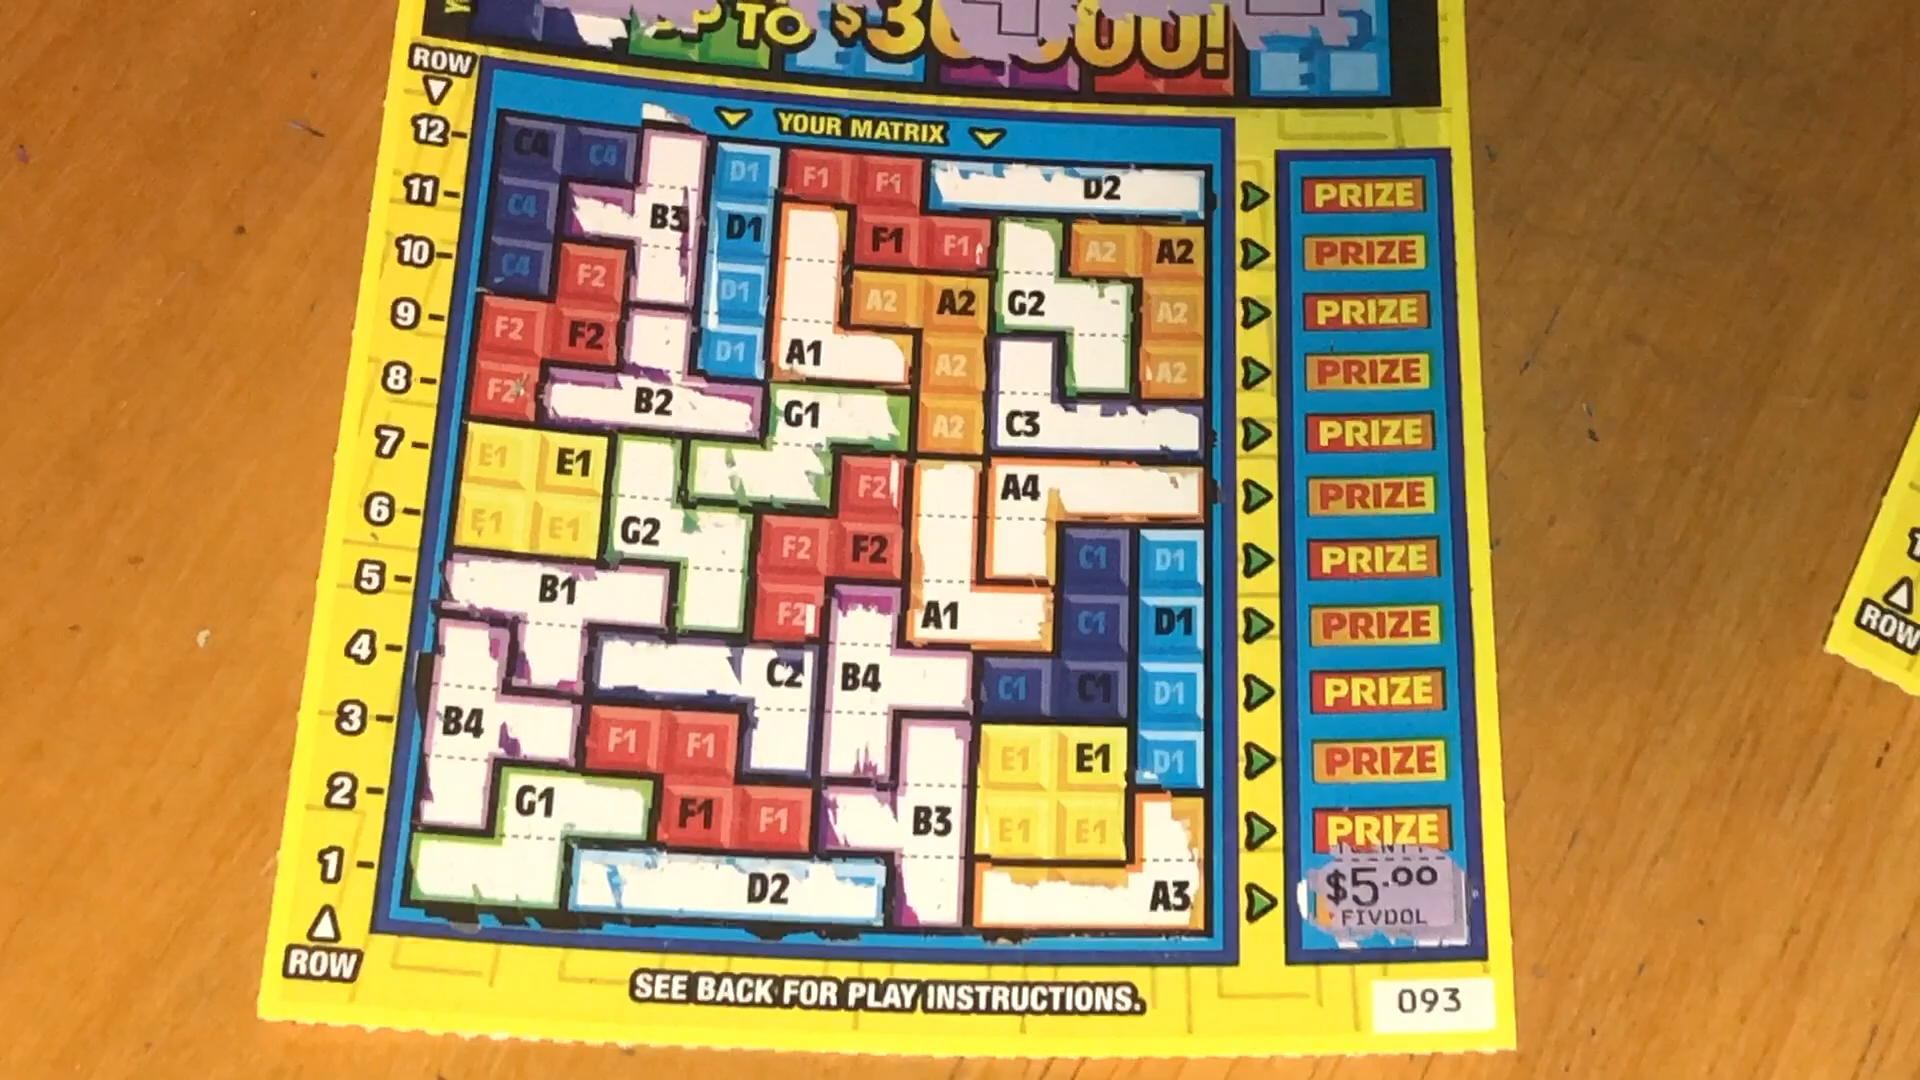 UP TO $30,000!
ROW
YOUR MATRIX
12
C4 C4 D1 F1 F1 D2 PRIZE
11
C4 B3 D1 F1 F1 A2 A2 PRIZE
10
C4 F2 D1 A2 A2 G2 A2 PRIZE
9
F2 F2 D1 A1 A2 A2 PRIZE
8
F2 B2 G1 A2 C3 PRIZE
7
E1 E1 F2 A4 PRIZE
6
E1 E1 G2 F2 F2 C1 D1 PRIZE
5
B1 F2 A1 C1 D1 PRIZE
4
C2 B4 C1 C1 D1 PRIZE
3
B4 F1 F1 E1 E1 D1 PRIZE
2
G1 F1 F1 B3 E1 E1 PRIZE
1
D2 A3 $5.00
FIVDOL
ROW
SEE BACK FOR PLAY INSTRUCTIONS.
093
ROW